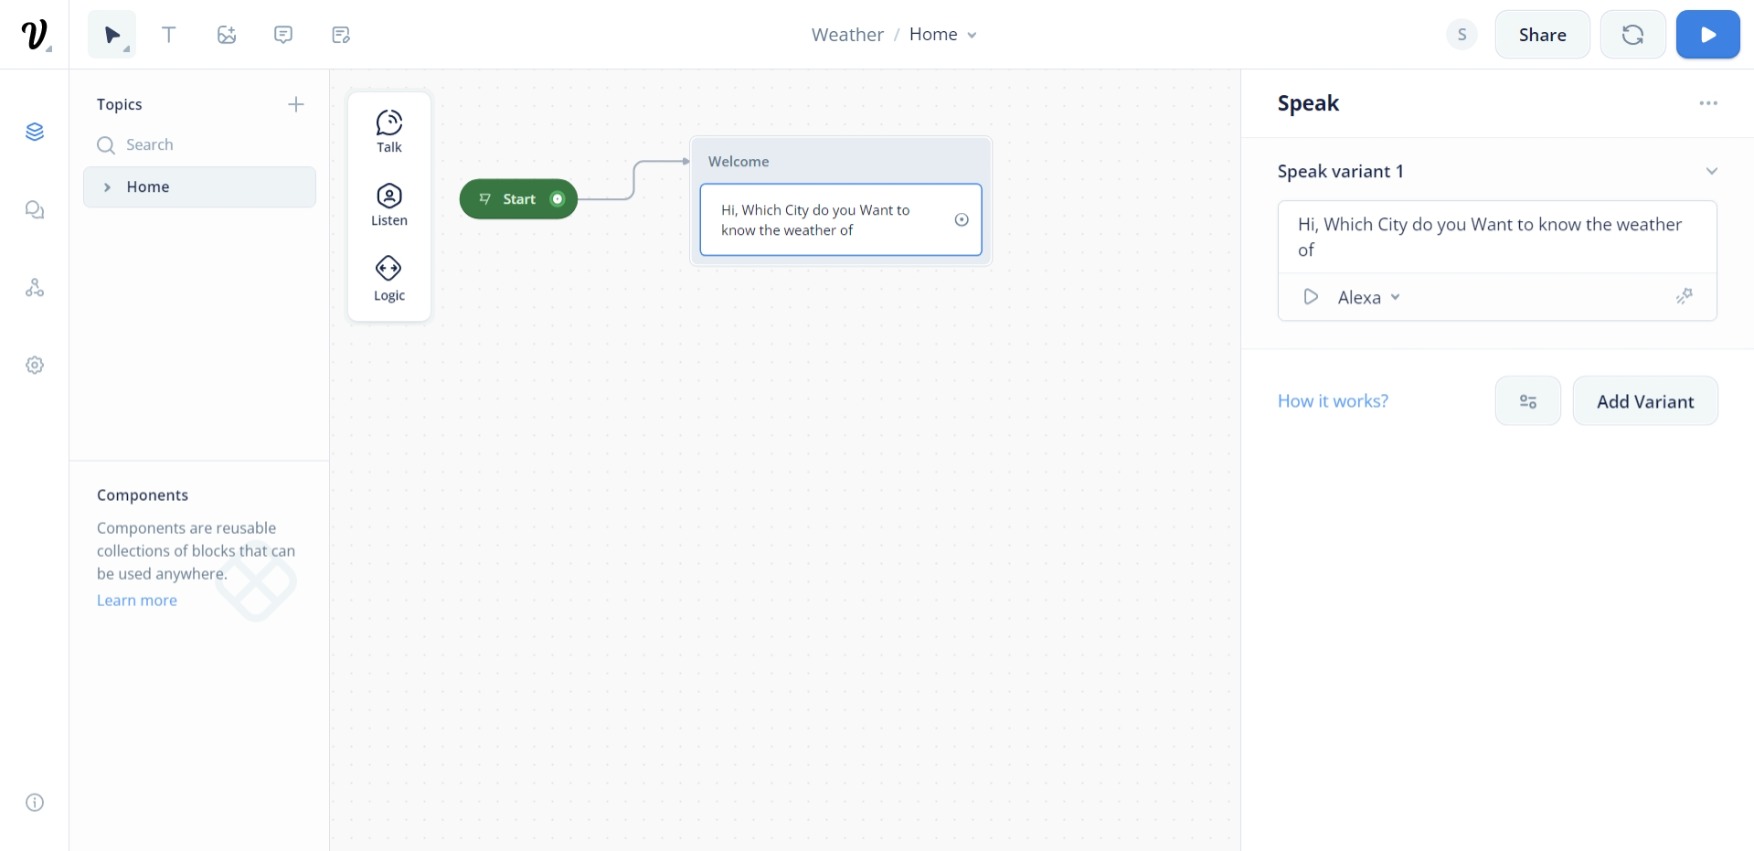 Weather / Home
S
Share
Topics
Search
Home
Components
Components are reusable
collections of blocks that can
be used anywhere.
Learn more
Talk
Listen
Logic
Start
Welcome
Hi, Which City do you Want to
know the weather of
Speak
Speak variant 1
Hi, Which City do you Want to know the weather
of
Alexa
How it works?
Add Variant